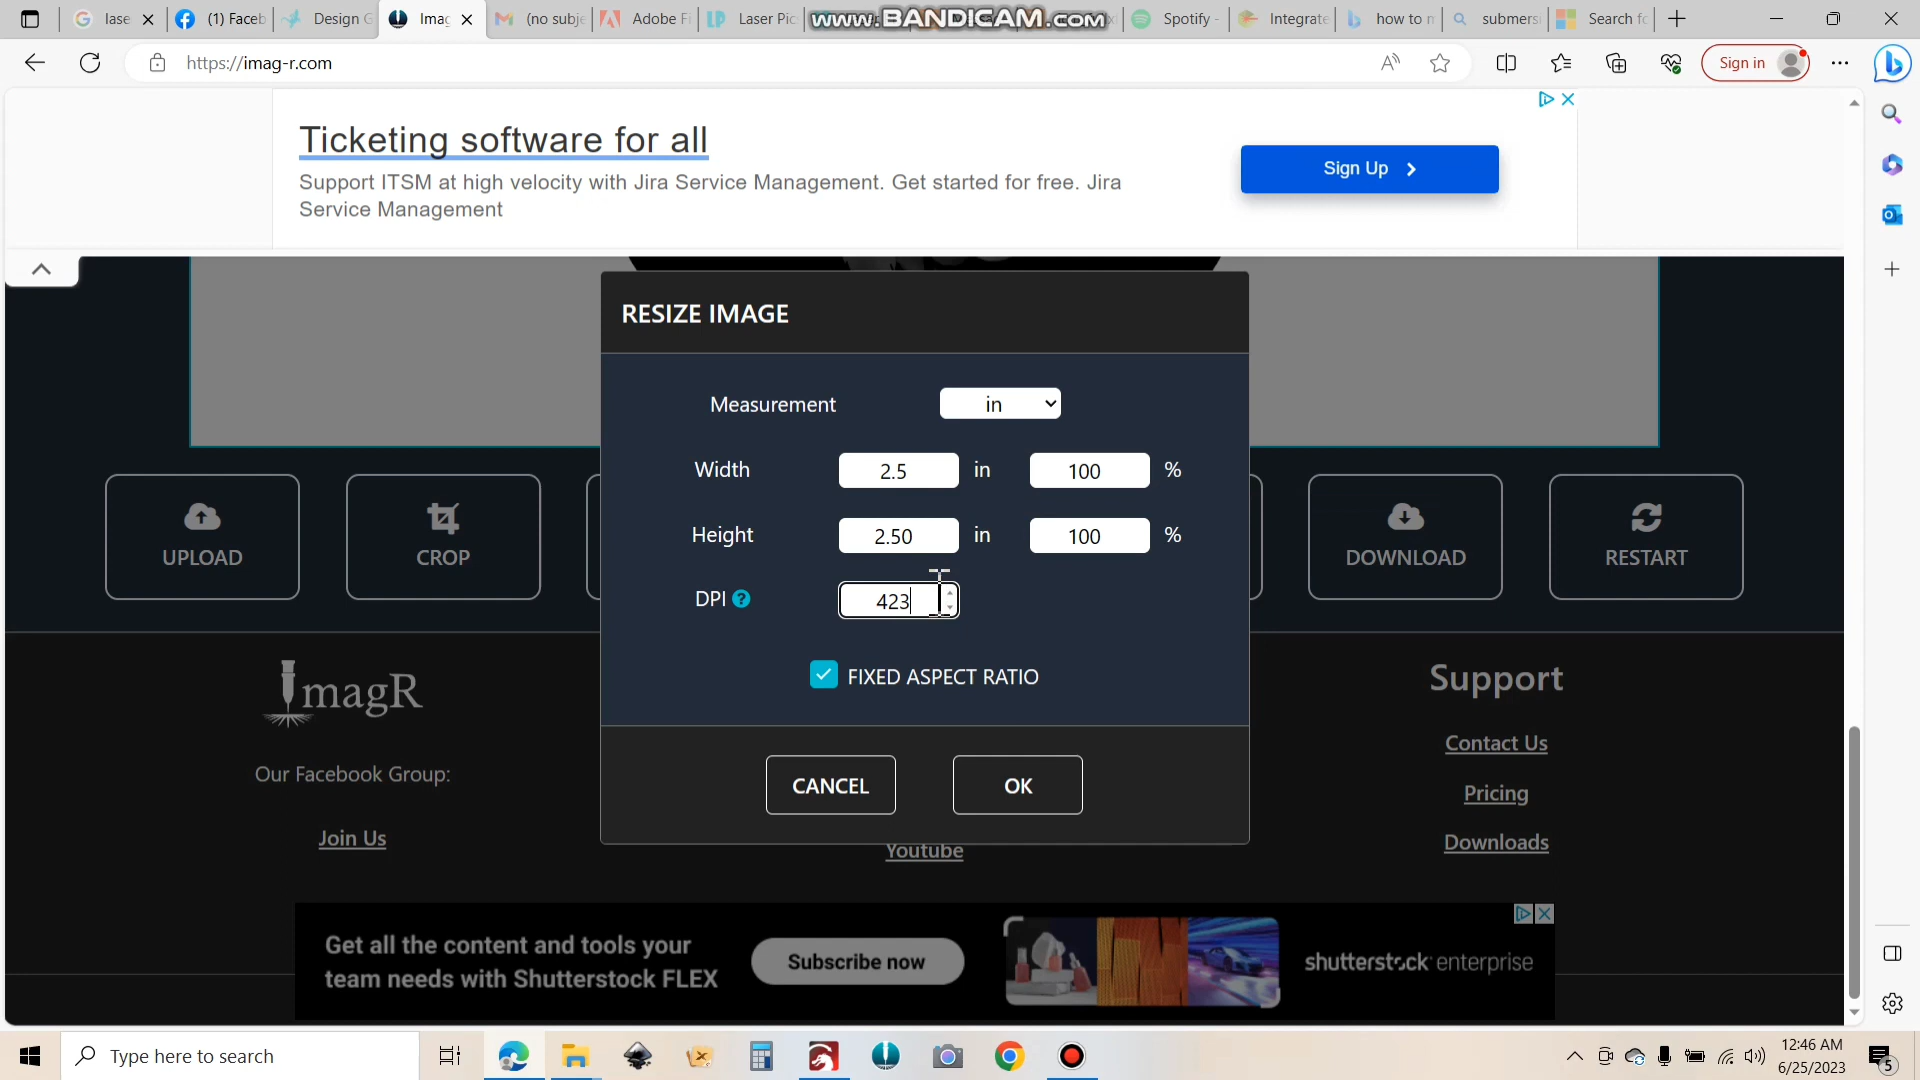 lase
(1) Faceb
Design G
Imag
(no subje
Adobe Fi
Laser Pic
www.BANDICAM.com
Spotify -
Integrate
how to m
submersi
Search fo
https://imag-r.com
Sign in
Ticketing software for all
Support ITSM at high velocity with Jira Service Management. Get started for free. Jira
Service Management
Sign Up
RESIZE IMAGE
Measurement in
Width 2.5 in 100 %
Height 2.50 in 100 %
DPI ? 423
FIXED ASPECT RATIO
CANCEL OK
UPLOAD
CROP
DOWNLOAD
RESTART
ImagR
Our Facebook Group:
Join Us
Youtube
Support
Contact Us
Pricing
Downloads
Get all the content and tools your
team needs with Shutterstock FLEX
Subscribe now
shutterstock enterprise
Type here to search
12:46 AM
6/25/2023
5